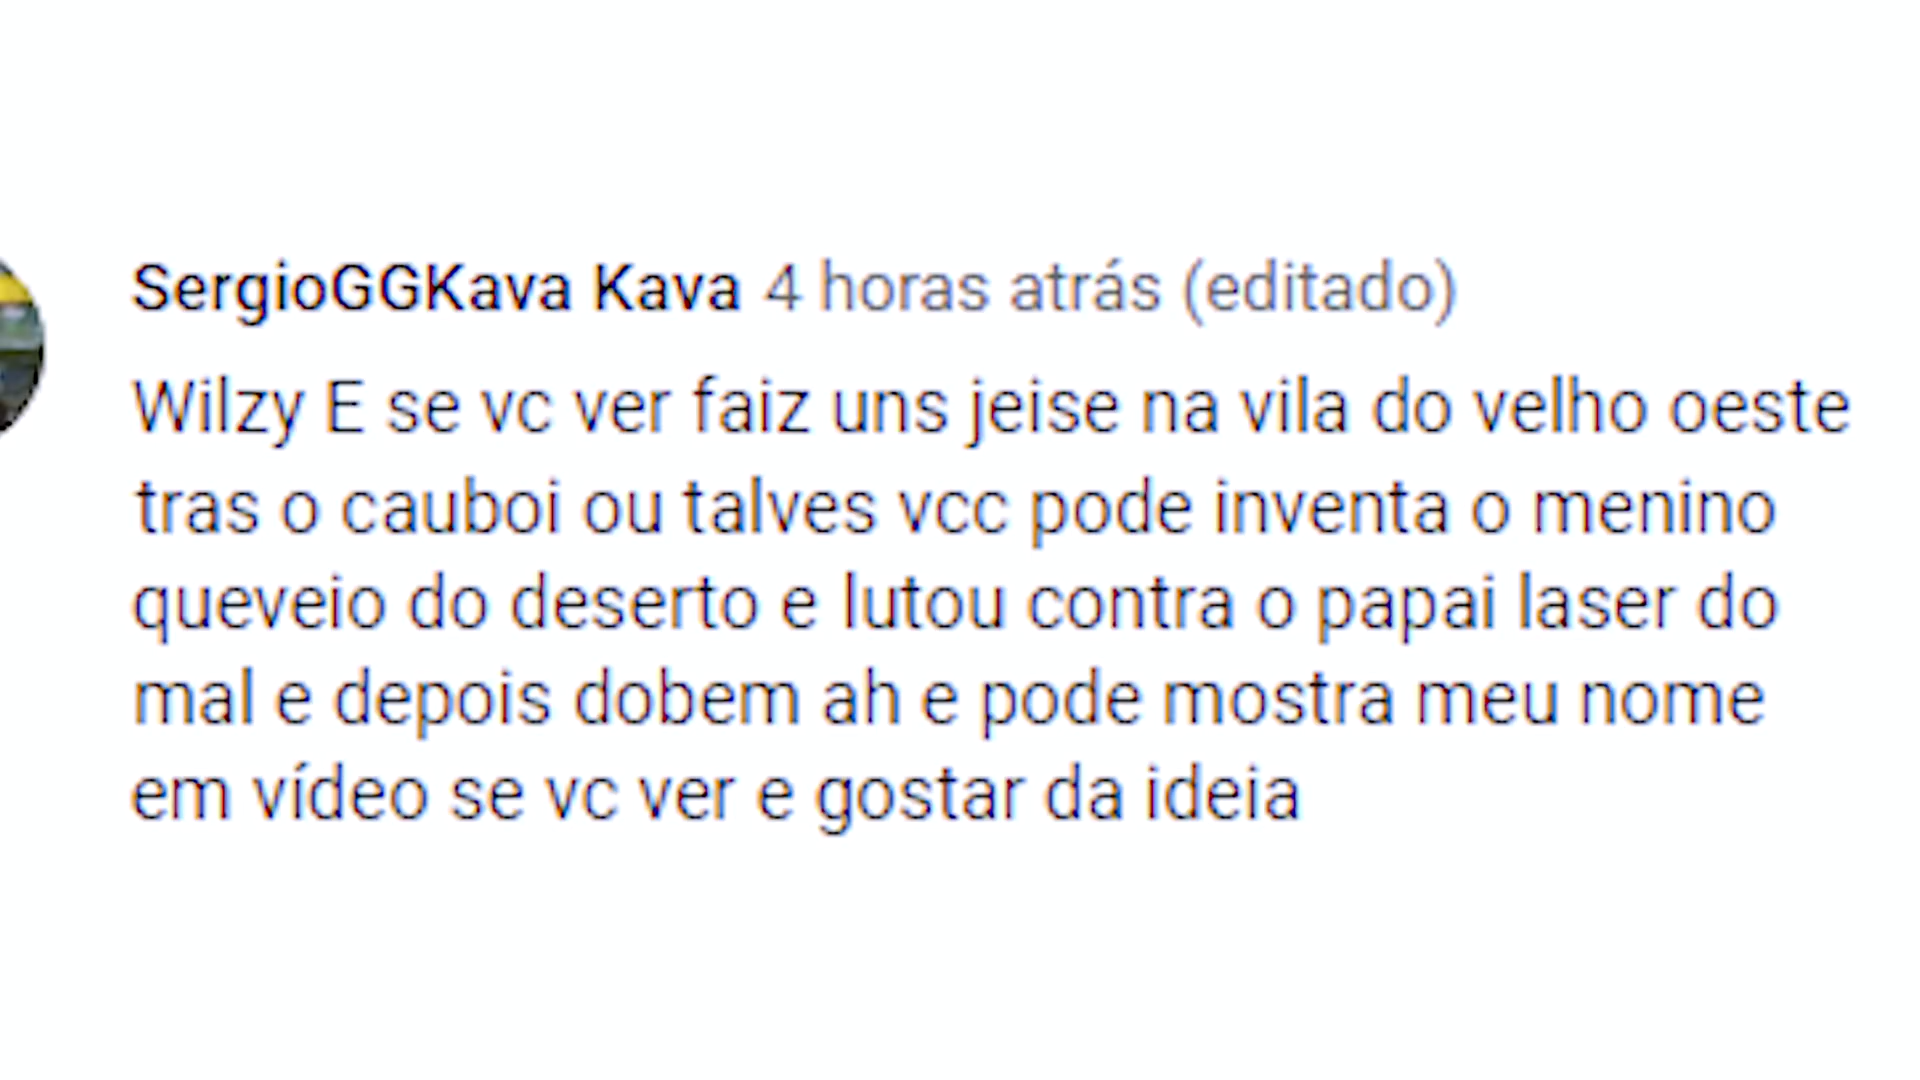 SergioGGKava Kava 4 horas atrás (editado)
Wilzy E se vc ver faiz uns jeise na vila do velho oeste
tras o cauboi ou talves vcc pode inventa o menino
queveio do deserto e lutou contra o papai laser do
mal e depois dobem ah e pode mostra meu nome
em vídeo se vc ver e gostar da ideia